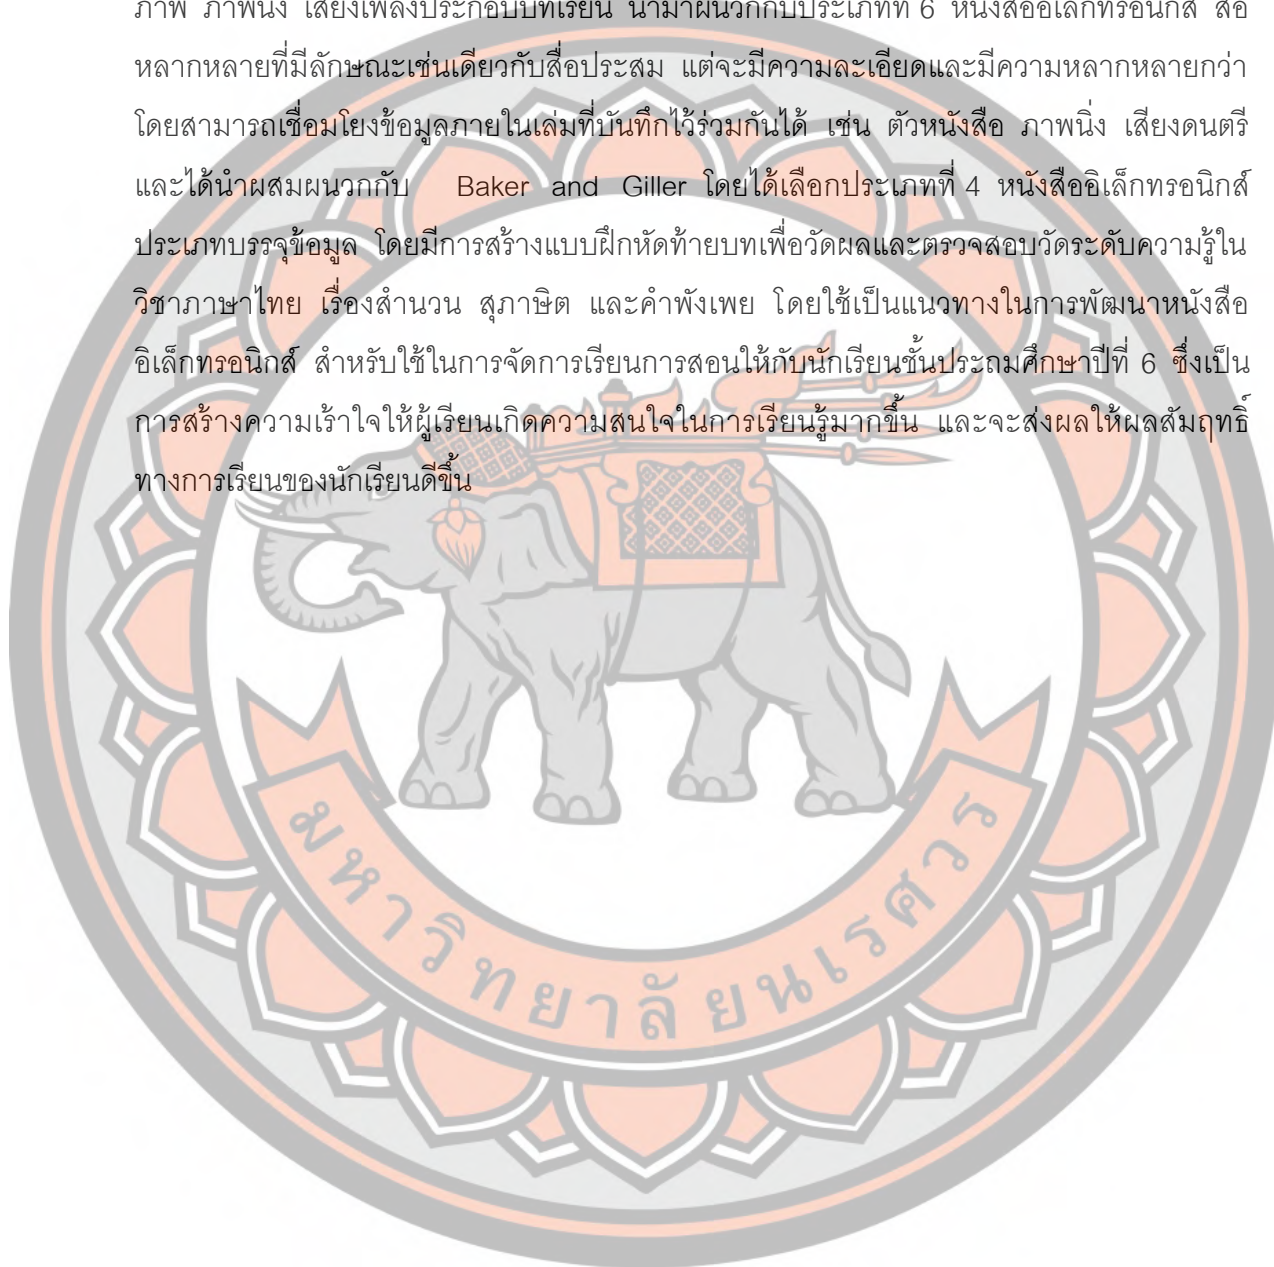 ภาพ ภาพนิ่ง เสียงเพลงประกอบบทเรียน นำมาผนวกกับประเภทที่ 6 หนังสืออิเล็กทรอนิกส์ สื่อ
หลากหลายที่มีลักษณะเช่นเดียวกับสื่อประสม แต่จะมีความละเอียดและมีความหลากหลายกว่า
โดยสามารถเชื่อมโยงข้อมูลภายในเล่มที่บันทึกไว้ร่วมกันได้ เช่น ตัวหนังสือ ภาพนิ่ง เสียงดนตรี
และได้นำผสมผนวกกับ Baker and Giller โดยได้เลือกประเภทที่ 4 หนังสืออิเล็กทรอนิกส์
ประเภทบรรจุข้อมูล โดยมีการสร้างแบบฝึกหัดท้ายบทเพื่อวัดผลและตรวจสอบวัดระดับความรู้ใน
วิชาภาษาไทย เรื่องสำนวน สุภาษิต และคำพังเพย โดยใช้เป็นแนวทางในการพัฒนาหนังสือ
อิเล็กทรอนิกส์ สำหรับใช้ในการจัดการเรียนการสอนให้กับนักเรียนชั้นประถมศึกษาปีที่ 6 ซึ่งเป็น
การสร้างความเร้าใจให้ผู้เรียนเกิดความสนใจในการเรียนรู้มากขึ้น และจะส่งผลให้ผลสัมฤทธิ์
ทางการเรียนของนักเรียนดีขึ้น
มหาวิทยาลัยนเรศวร